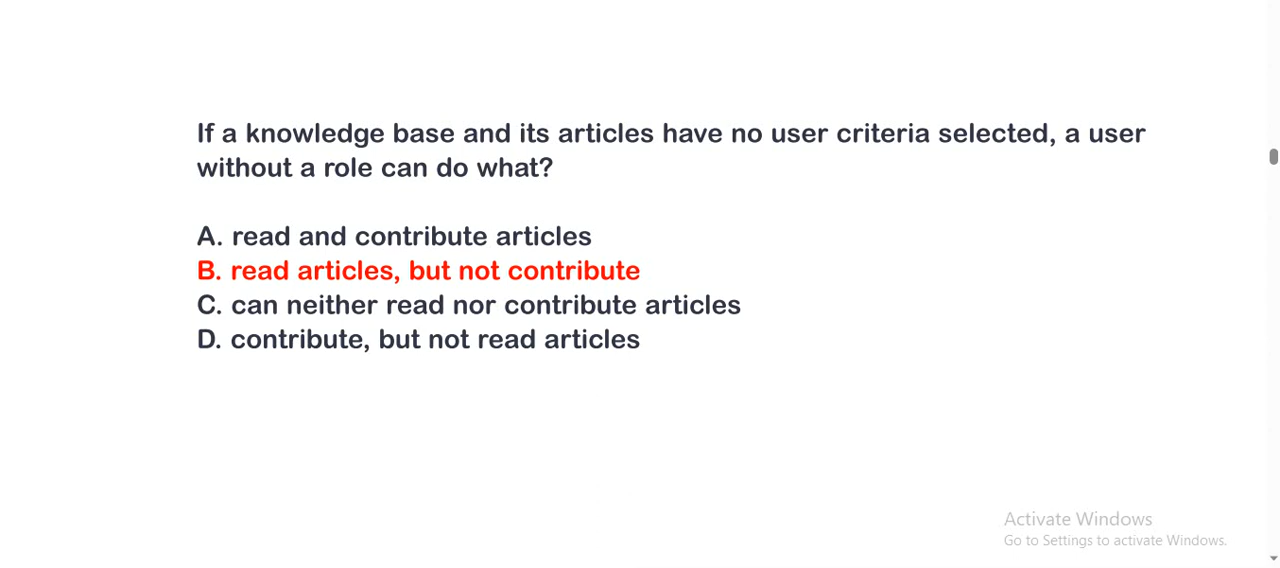 If a knowledge base and its articles have no user criteria selected, a user
without a role can do what?
A. read and contribute articles
B. read articles, but not contribute
C. can neither read nor contribute articles
D. contribute, but not read articles
Activate Windows
Go to Settings to activate Windows.